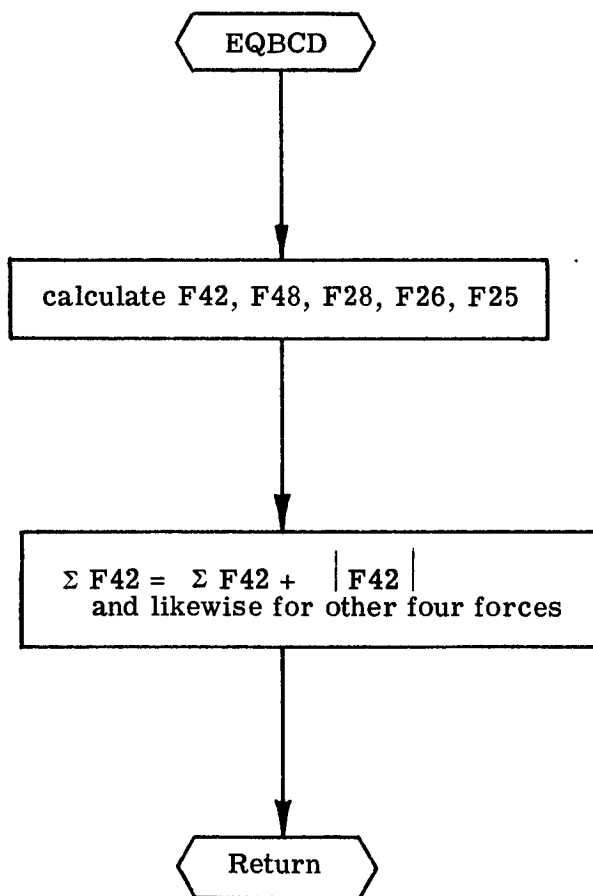 EQBCD
calculate F42, F48, F28, F26, F25
Σ F42 = Σ F42 + |F42|
and likewise for other four forces
Return